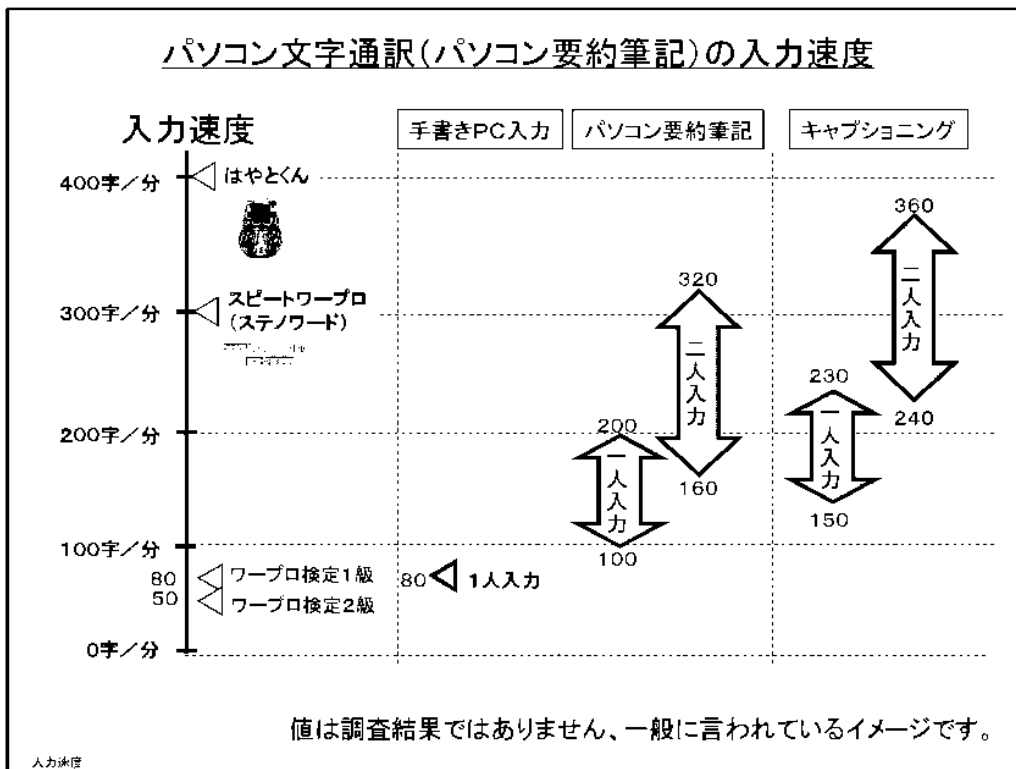 パソコン文字通訳(パソコン要約筆記)の入力速度
入力速度
手書きPC入力
パソコン要約筆記
キャプショニング
400字/分
はやとくん
360
320
300字/分
スピートワープロ
(ステノワード)
二人入力
二人入力
230
240
200字/分
200
一人入力
一人入力
160
150
100字/分
100
80
ワープロ検定1級
80
1人入力
50
ワープロ検定2級
0字/分
値は調査結果ではありません、一般に言われているイメージです。
入力速度